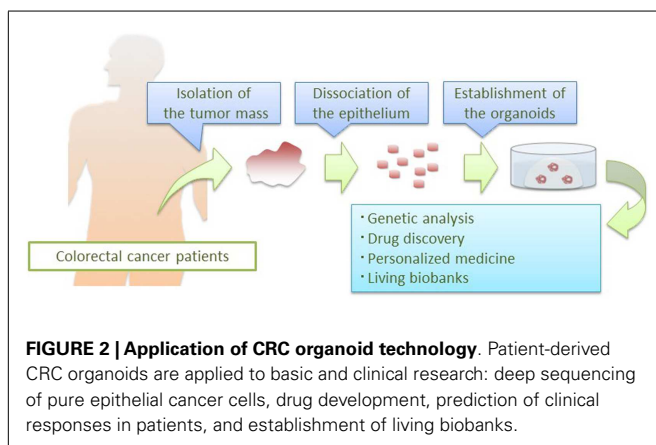 Isolation of
the tumor mass
Dissociation of
the epithelium
Establishment of
the organoids
Colorectal cancer patients
・Genetic analysis
・Drug discovery
・Personalized medicine
・Living biobanks
FIGURE 2 | Application of CRC organoid technology. Patient-derived
CRC organoids are applied to basic and clinical research: deep sequencing
of pure epithelial cancer cells, drug development, prediction of clinical
responses in patients, and establishment of living biobanks.